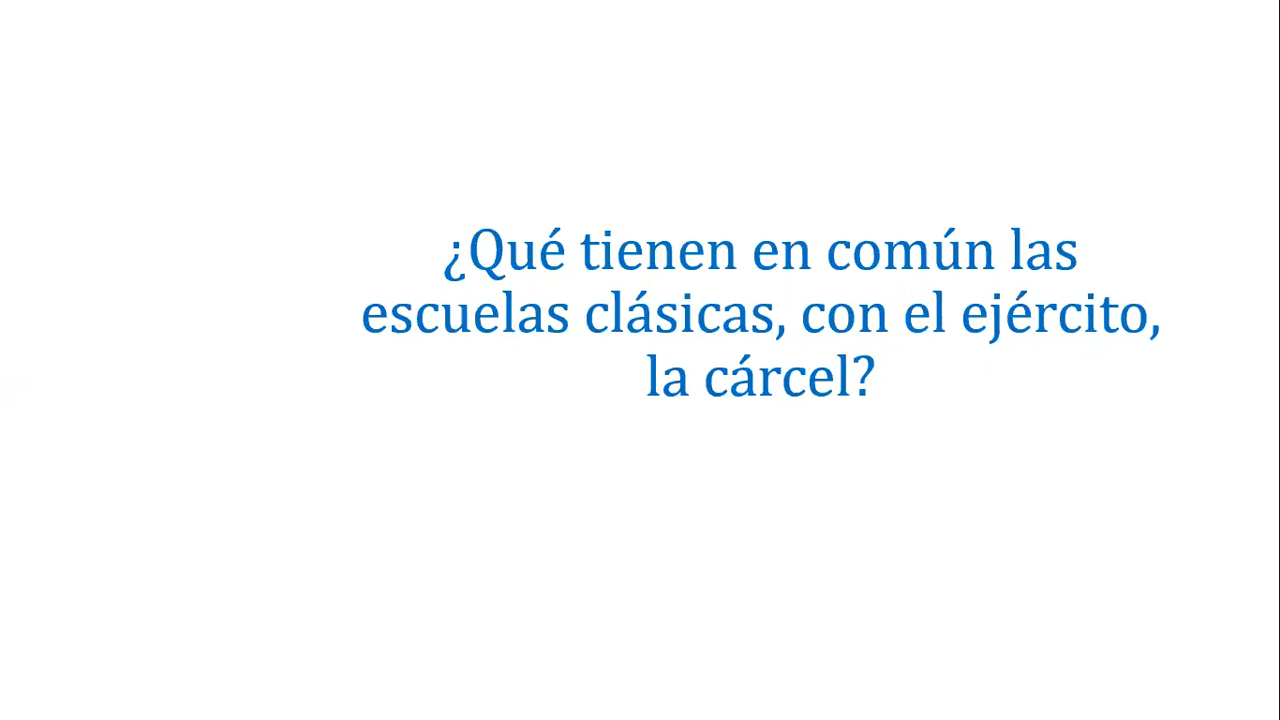 ¿Qué tienen en común las
escuelas clásicas, con el ejército,
la cárcel?